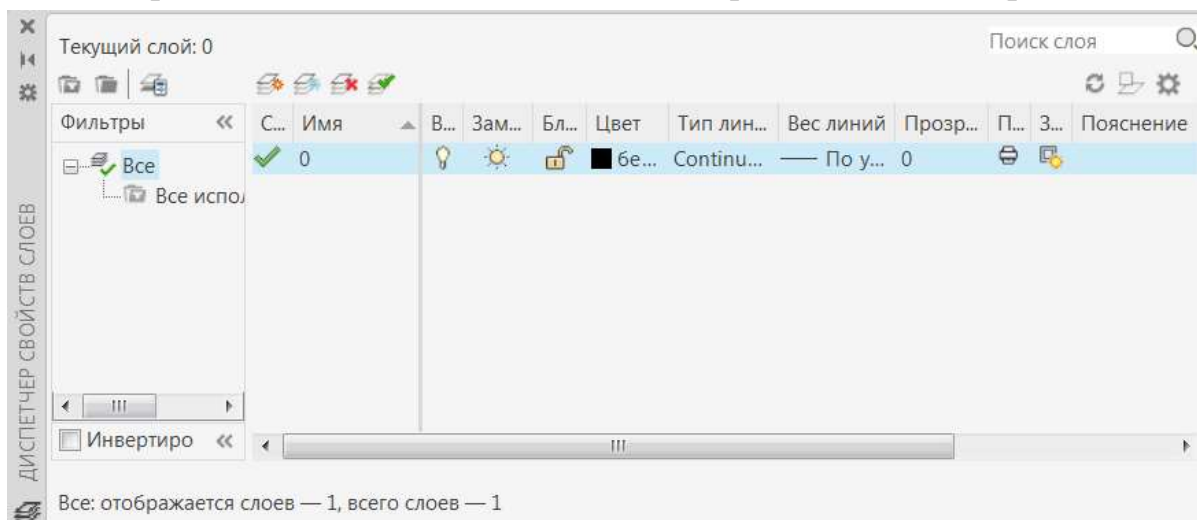 Текущий слой: 0
Поиск слоя
Фильтры « С... Имя В... Зам... Бл... Цвет Тип лин... Вес линий Прозр... П... З... Пояснение
Все
0 бе... Continu... По у... 0
Все испол
Инвертиро «
Все: отображается слоев — 1, всего слоев — 1
ДИСПЕТЧЕР СВОЙСТВ СЛОЕВ